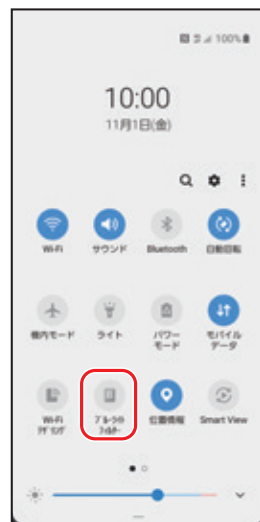 100%
10:00
11月1日(金)
Wi-Fi サウンド Bluetooth 自動回転
機内モード ライト パワー モバイル
モード データ
Wi-Fi ブルーライト 位置情報 Smart View
テザリング フィルター